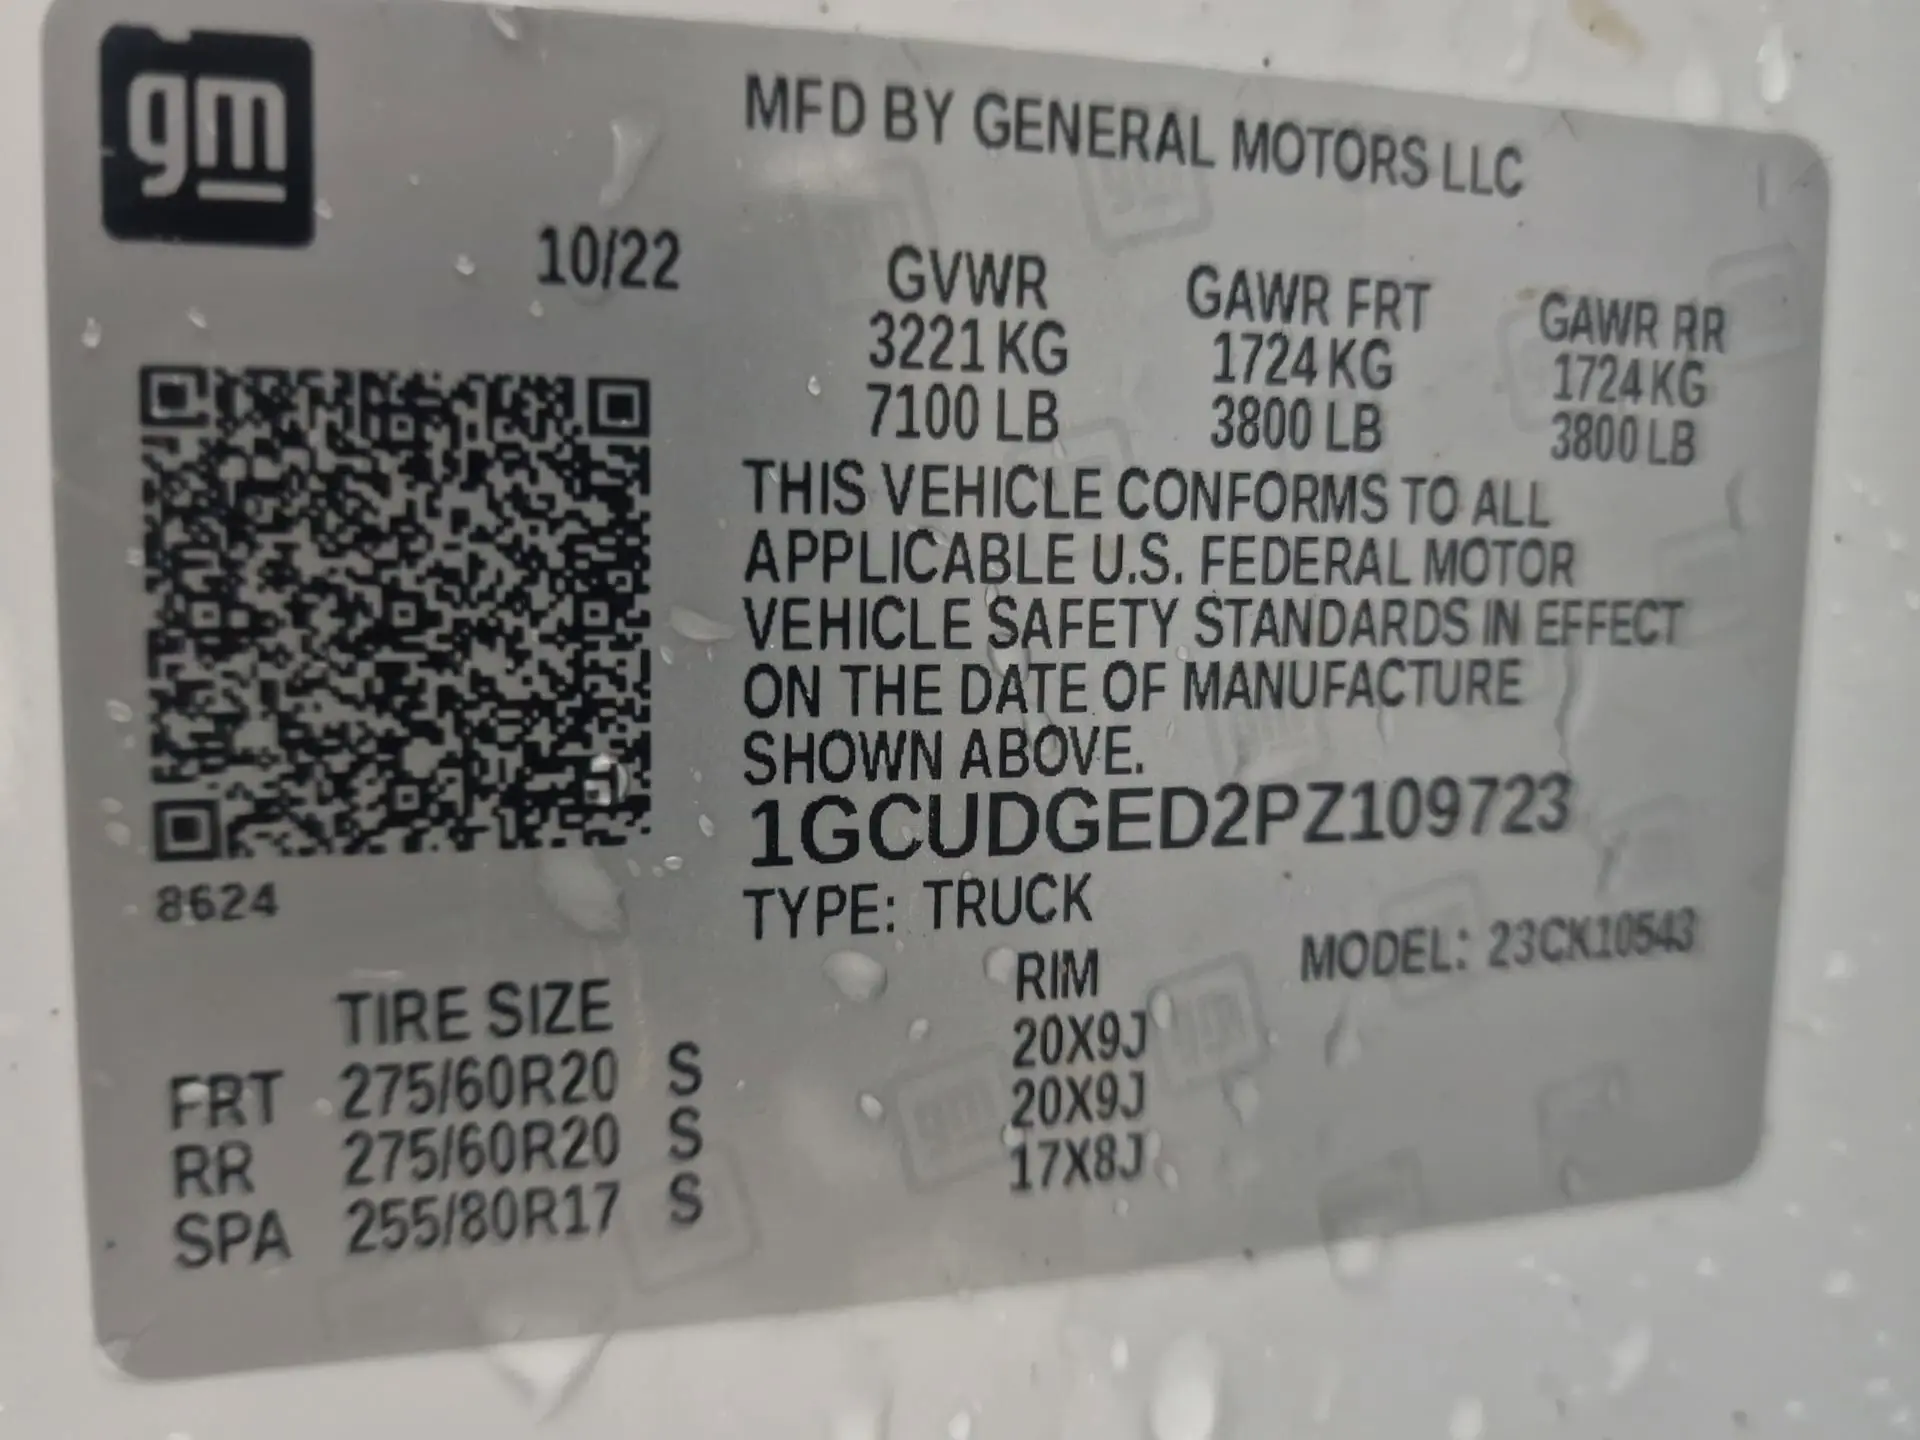 gm
MFD BY GENERAL MOTORS LLC
10/22
GVWR GAWR FRT GAWR RR
3221 KG 1724 KG 1724 KG
7100 LB 3800 LB 3800 LB
THIS VEHICLE CONFORMS TO ALL
APPLICABLE U.S. FEDERAL MOTOR
VEHICLE SAFETY STANDARDS IN EFFECT
ON THE DATE OF MANUFACTURE
SHOWN ABOVE.
1GCUDGED2PZ109723
8624
TYPE: TRUCK
MODEL: 23CK10543
TIRE SIZE RIM
FRT 275/60R20 S 20X9J
RR 275/60R20 S 20X9J
SPA 255/80R17 S 17X8J